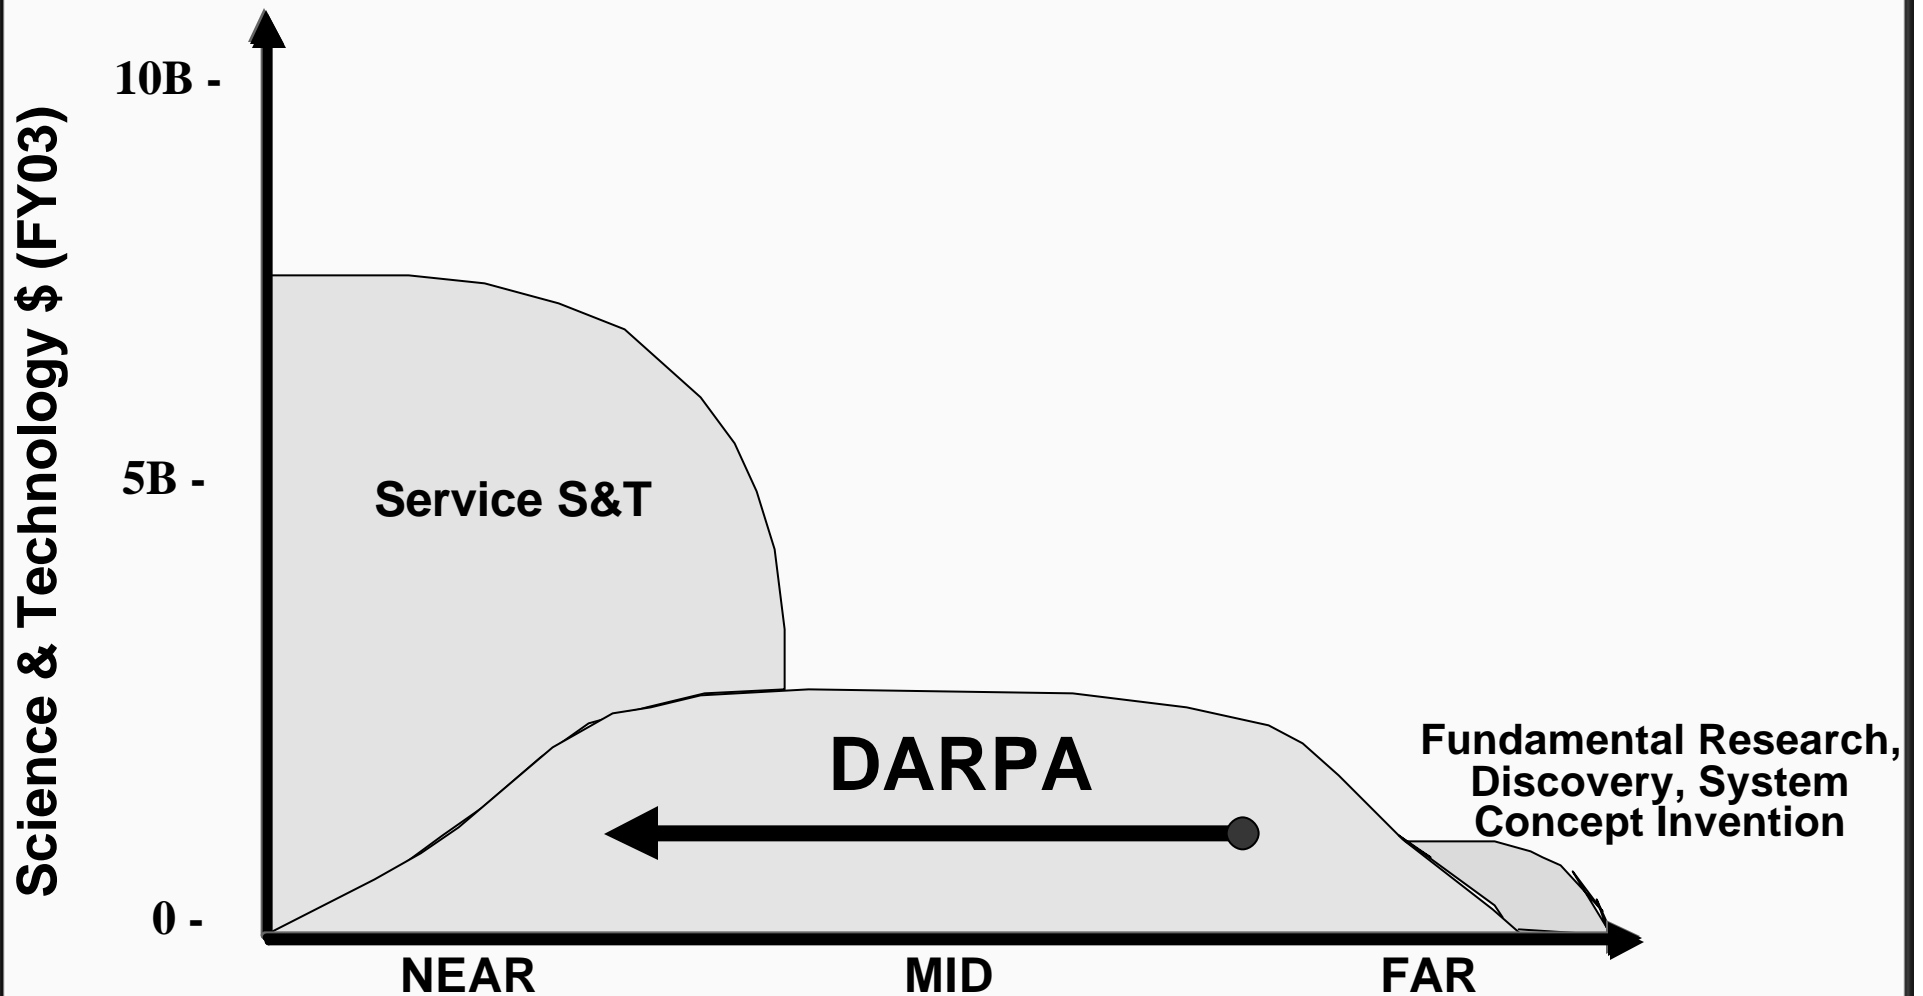 Science & Technology $ (FY03)
10B -
5B -
0 -
Service S&T
DARPA
Fundamental Research,
Discovery, System
Concept Invention
NEAR
MID
FAR